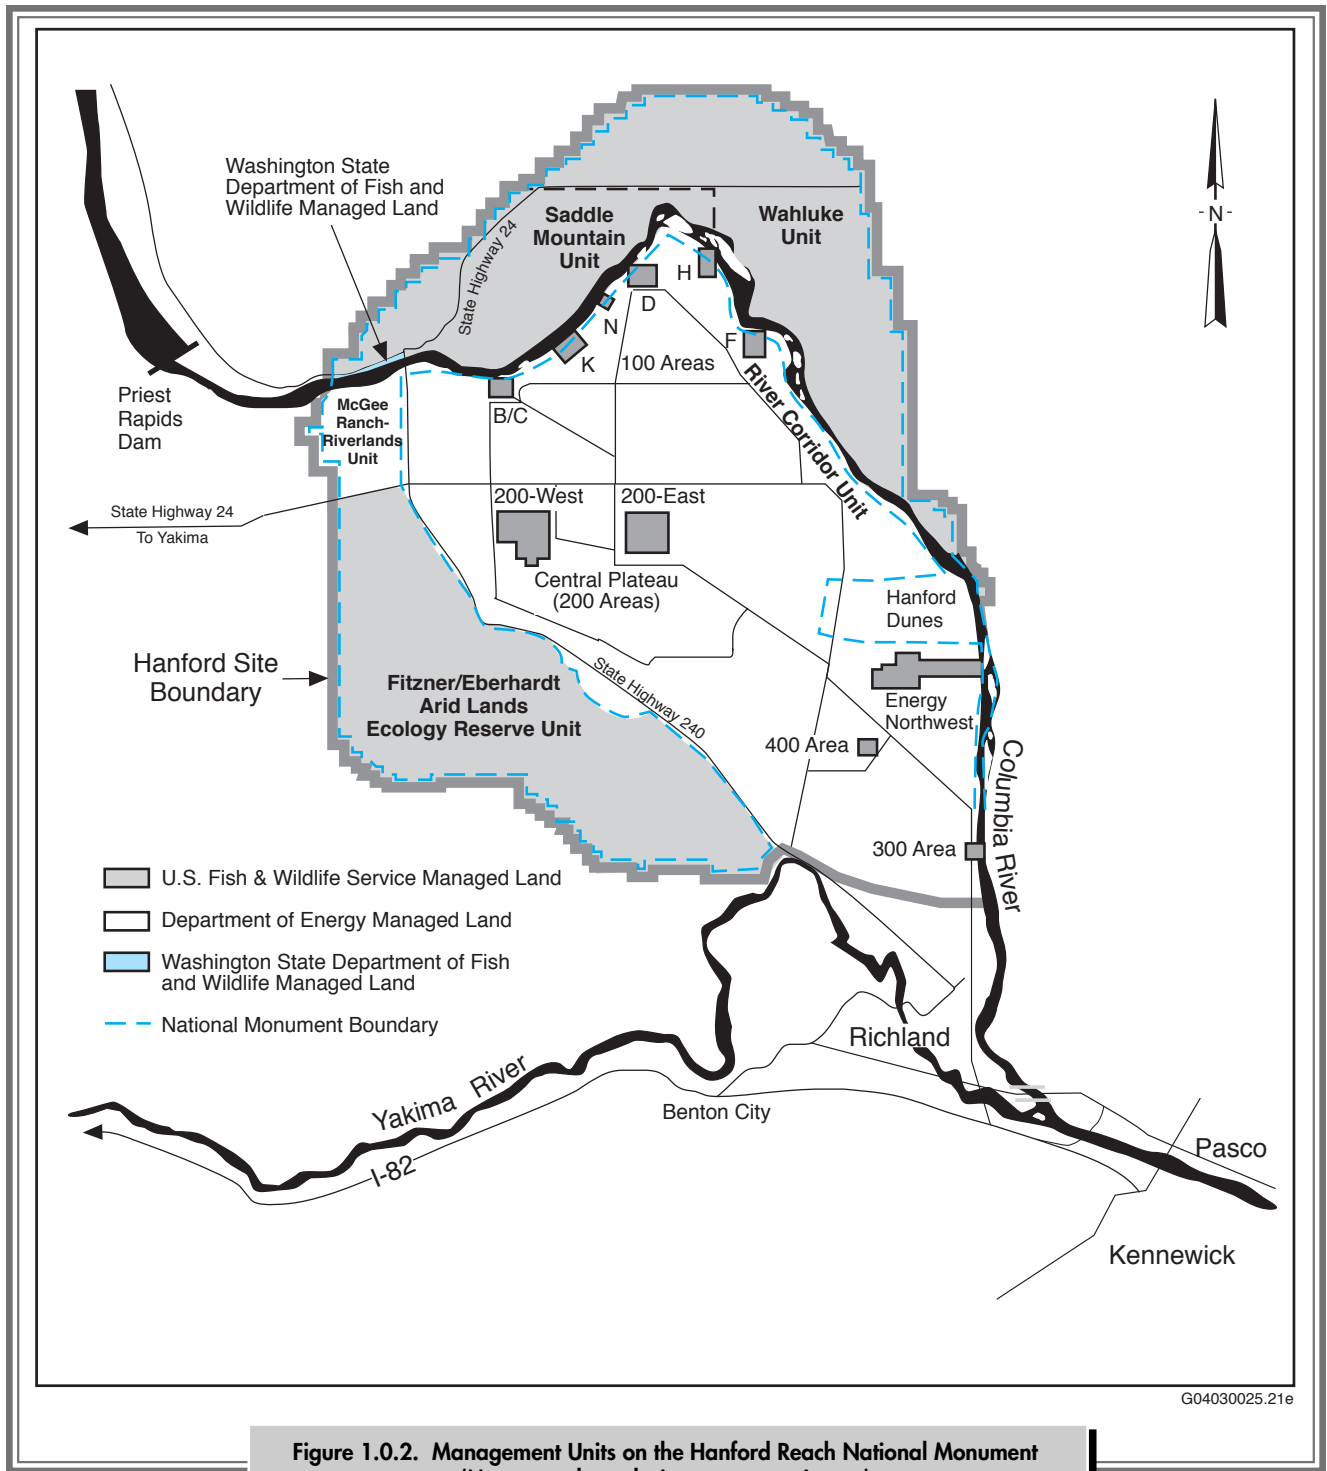 Washington State
Department of Fish and
Wildlife Managed Land
Saddle
Mountain
Unit
Wahluke
Unit
- N -
State Highway 24
H
D
N
K
F
100 Areas
B/C
Priest
Rapids
Dam
McGee
Ranch-
Riverlands
Unit
River Corridor Unit
State Highway 24
To Yakima
200-West
200-East
Central Plateau
(200 Areas)
Hanford
Dunes
Hanford Site
Boundary
Fitzner/Eberhardt
Arid Lands
Ecology Reserve Unit
State Highway 240
Energy
Northwest
400 Area
Columbia River
300 Area
U.S. Fish & Wildlife Service Managed Land
Department of Energy Managed Land
Washington State Department of Fish
and Wildlife Managed Land
National Monument Boundary
Richland
Yakima River
Benton City
I-82
Pasco
Kennewick
G04030025.21e
Figure 1.0.2. Management Units on the Hanford Reach National Monument